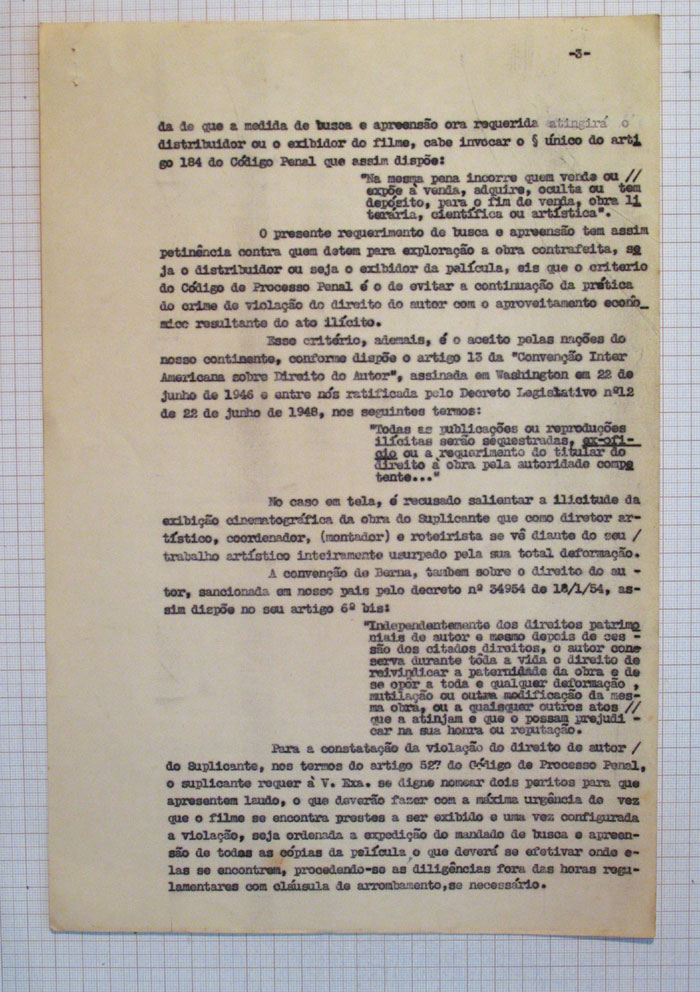 -3-
da de que a medida de busca e apreensão ora requerida atingirá o
distribuidor ou o exibidor do filme, cabe invocar o § único do arti
go 184 do Código Penal que assim dispõe:
"Na mesma pena incorre quem vende ou //
expõe à venda, adquire, oculta ou tem
depósito, para o fim de venda, obra li
terária, científica ou artística".
O presente requerimento de busca e apreensão tem assim
petinência contra quem detem para exploração a obra contrafeita, se
ja o distribuidor ou seja o exibidor da película, eis que o criterio
do Código de Processo Penal é o de evitar a continuação da prática
do crime de violação do direito do autor com o aproveitamento econô_
mico resultante do ato ilícito.
Esse critério, ademais, é o aceito pelas nações do
nosso continente, conforme dispõe o artigo 13 da "Convenção Inter
Americana sobre Direito do Autor", assinada em Washington em 22 de
junho de 1946 e entre nós ratificada pelo Decreto Legislativo nº12
de 22 de junho de 1948, nos seguintes termos:
"Todas as publicações ou reproduções
ilícitas serão sequestradas, ex-ofi-
cio ou a requerimento do titular do
direito à obra pela autoridade compe
tente..."
No caso em tela, é recusado salientar a ilicitude da
exibição cinematográfica da obra do Suplicante que como diretor ar-
tístico, coordenador, (montador) e roteirista se vê diante do seu /
trabalho artístico inteiramente usurpado pela sua total deformação.
A convenção de Berna, tambem sobre o direito do au -
tor, sancionada em nosso pais pelo decreto nº 34954 de 18/1/54, as-
sim dispõe no seu artigo 6º bis:
"Independentemente dos direitos patrimo
niais de autor e mesmo depois de ces -
são dos citados direitos, o autor cons
serva durante tôda a vida o direito de
reivindicar a paternidade da obra e de
se opôr a toda e qualquer deformação ,
mutilação ou outra modificação da mes-
ma obra, ou a quaisquer outros atos //
que a atinjam e que o possam prejudi -
car na sua honra ou reputação.
Para a constatação da violação do direito de autor /
do Suplicante, nos termos do artigo 527 do Código de Processo Penal,
o suplicante requer à V. Exa. se digne nomear dois peritos para que
apresentem laudo, o que deverão fazer com a máxima urgência de vez
que o filme se encontra prestes a ser exibido e uma vez configurada
a violação, seja ordenada a expedição do mandado de busca e apreen-
são de todas as cópias da película o que deverá se efetivar onde e-
las se encontrem, procedendo-se as diligências fora das horas regu-
lamentares com cláusula de arrombamento,se necessário.